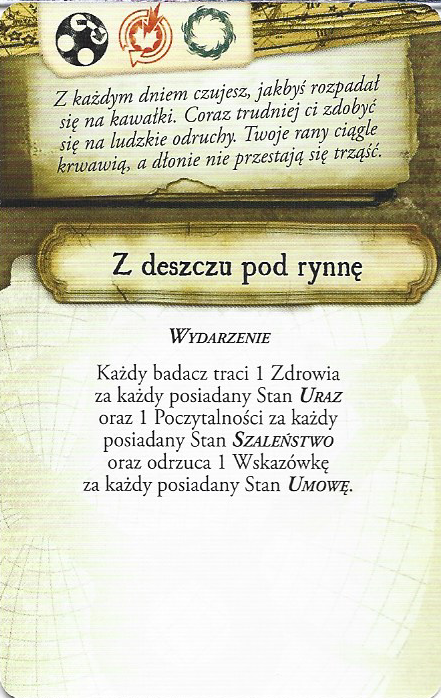 Z każdym dniem czujesz, jakbyś rozpadał
się na kawałki. Coraz trudniej ci zdobyć
się na ludzkie odruchy. Twoje rany ciągle
krwawią, a dłonie nie przestają się trząść.
Z deszczu pod rynnę
WYDARZENIE
Każdy badacz traci 1 Zdrowia
za każdy posiadany Stan URAZ
oraz 1 Poczytalności za każdy
posiadany Stan SZALEŃSTWO
oraz odrzuca 1 Wskazówkę
za każdy posiadany Stan UMOWĘ.